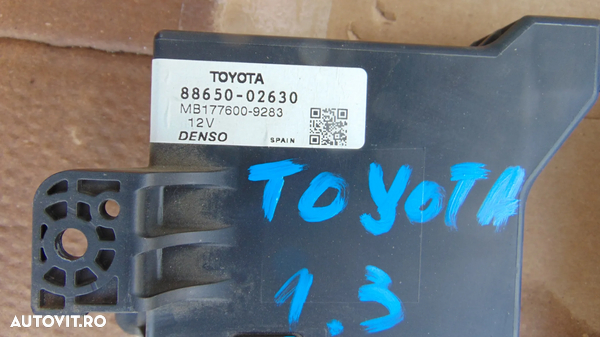 TOYOTA
88650-02630
MB177600-9283
12V
DENSO SPAIN
TOYOTA
1.3
AUTOVIT.RO